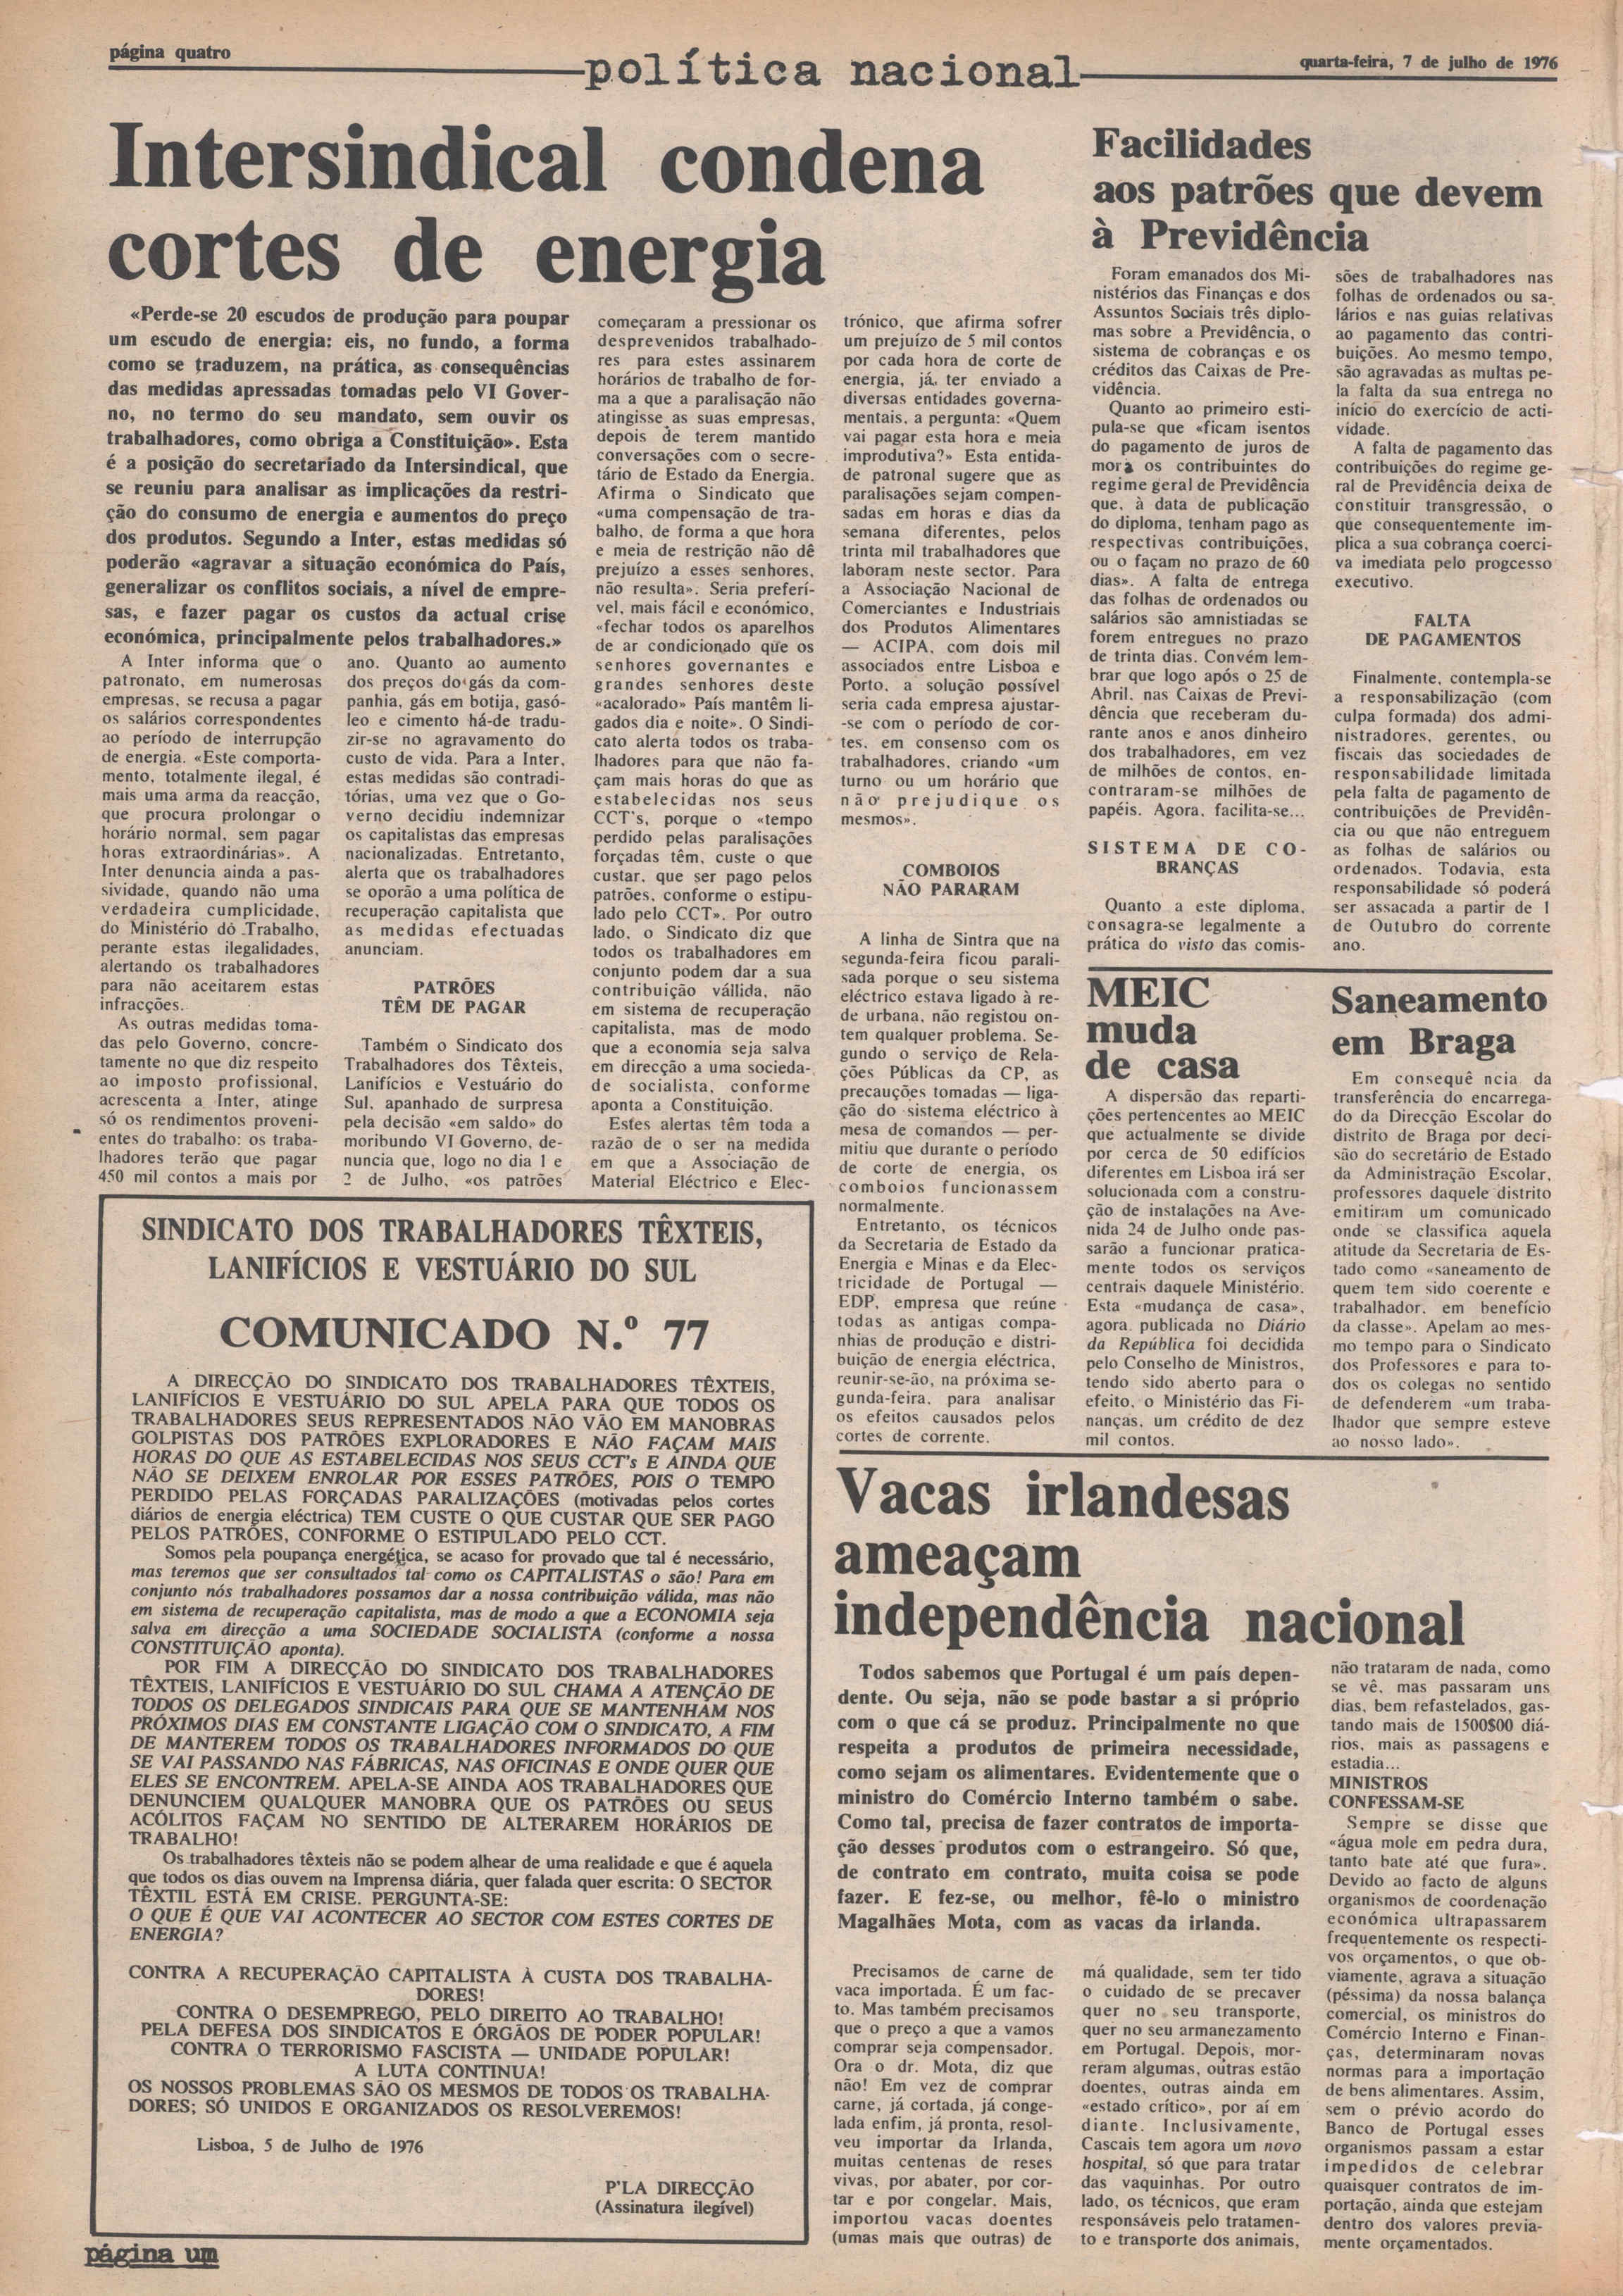 página quatro
política nacional
quarta-feira, 7 de julho de 1976
Intersindical condena
cortes de energia
«Perde-se 20 escudos de produção para poupar
um escudo de energia: eis, no fundo, a forma
como se traduzem, na prática, as consequências
das medidas apressadas tomadas pelo VI Gover-
no, no termo do seu mandato, sem ouvir os
trabalhadores, como obriga a Constituição». Esta
é a posição do secretariado da Intersindical, que
se reuniu para analisar as implicações da restri-
ção do consumo de energia e aumentos do preço
dos produtos. Segundo a Inter, estas medidas só
poderão «agravar a situação económica do País,
generalizar os conflitos sociais, a nível de empre-
sas, e fazer pagar os custos da actual crise
económica, principalmente pelos trabalhadores.»
A Inter informa que o
patronato, em numerosas
empresas, se recusa a pagar
os salários correspondentes
ao período de interrupção
de energia. «Este comporta-
mento, totalmente ilegal, é
mais uma arma da reacção,
que procura prolongar o
horário normal, sem pagar
horas extraordinárias». A
Inter denuncia ainda a pas-
sividade, quando não uma
verdadeira cumplicidade,
do Ministério do Trabalho,
perante estas ilegalidades,
alertando os trabalhadores
para não aceitarem estas
infracções.
As outras medidas toma-
das pelo Governo, concre-
tamente no que diz respeito
ao imposto profissional,
acrescenta a Inter, atinge
só os rendimentos proveni-
entes do trabalho: os traba-
lhadores terão que pagar
450 mil contos a mais por
ano. Quanto ao aumento
dos preços do gás da com-
panhia, gás em botija, gasó-
leo e cimento há-de tradu-
zir-se no agravamento do
custo de vida. Para a Inter,
estas medidas são contradi-
tórias, uma vez que o Go-
verno decidiu indemnizar
os capitalistas das empresas
nacionalizadas. Entretanto,
alerta que os trabalhadores
se oporão a uma política de
recuperação capitalista que
as medidas efectuadas
anunciam.
PATRÕES
TÊM DE PAGAR
Também o Sindicato dos
Trabalhadores dos Têxteis,
Lanifícios e Vestuário do
Sul, apanhado de surpresa
pela decisão «em saldo» do
moribundo VI Governo, de-
nuncia que, logo no dia 1 e
2 de Julho, «os patrões
começaram a pressionar os
desprevenidos trabalhado-
res para estes assinarem
horários de trabalho de for-
ma a que a paralisação não
atingisse as suas empresas,
depois de terem mantido
conversações com o secre-
tário de Estado da Energia.
Afirma o Sindicato que
«uma compensação de tra-
balho, de forma a que hora
e meia de restrição não dê
prejuízo a esses senhores,
não resulta». Seria preferí-
vel, mais fácil e económico,
«fechar todos os aparelhos
de ar condicionado que os
senhores governantes e
grandes senhores deste
«acalorado» País mantêm li-
gados dia e noite». O Sindi-
cato alerta todos os traba-
lhadores para que não fa-
çam mais horas do que as
estabelecidas nos seus
CCT's, porque o «tempo
perdido pelas paralisações
forçadas têm, custe o que
custar, que ser pago pelos
patrões, conforme o estipu-
lado pelo CCT». Por outro
lado, o Sindicato diz que
todos os trabalhadores em
conjunto podem dar a sua
contribuição vállida, não
em sistema de recuperação
capitalista, mas de modo
que a economia seja salva
em direcção a uma socieda-
de socialista, conforme
aponta a Constituição.
Estes alertas têm toda a
razão de o ser na medida
em que a Associação de
Material Eléctrico e Elec-
trónico, que afirma sofrer
um prejuízo de 5 mil contos
por cada hora de corte de
energia, já, ter enviado a
diversas entidades governa-
mentais, a pergunta: «Quem
vai pagar esta hora e meia
improdutiva?» Esta entida-
de patronal sugere que as
paralisações sejam compen-
sadas em horas e dias da
semana diferentes, pelos
trinta mil trabalhadores que
laboram neste sector. Para
a Associação Nacional de
Comerciantes e Industriais
dos Produtos Alimentares
— ACIPA, com dois mil
associados entre Lisboa e
Porto, a solução possível
seria cada empresa ajustar-
-se com o período de cor-
tes, em consenso com os
trabalhadores, criando «um
turno ou um horário que
não prejudique os
mesmos».
COMBOIOS
NÃO PARARAM
A linha de Sintra que na
segunda-feira ficou parali-
sada porque o seu sistema
eléctrico estava ligado à re-
de urbana, não registou on-
tem qualquer problema. Se-
gundo o serviço de Rela-
ções Públicas da CP, as
precauções tomadas — liga-
ção do sistema eléctrico à
mesa de comandos — per-
mitiu que durante o período
de corte de energia, os
comboios funcionassem
normalmente.
Entretanto, os técnicos
da Secretaria de Estado da
Energia e Minas e da Elec-
tricidade de Portugal —
EDP, empresa que reúne
todas as antigas compa-
nhias de produção e distri-
buição de energia eléctrica,
reunir-se-ão, na próxima se-
gunda-feira, para analisar
os efeitos causados pelos
cortes de corrente.
Facilidades
aos patrões que devem
à Previdência
Foram emanados dos Mi-
nistérios das Finanças e dos
Assuntos Sociais três diplo-
mas sobre a Previdência, o
sistema de cobranças e os
créditos das Caixas de Pre-
vidência.
Quanto ao primeiro esti-
pula-se que «ficam isentos
do pagamento de juros de
mora os contribuintes do
regime geral de Previdência
que, à data de publicação
do diploma, tenham pago as
respectivas contribuições,
ou o façam no prazo de 60
dias». A falta de entrega
das folhas de ordenados ou
salários são amnistiadas se
forem entregues no prazo
de trinta dias. Convém lem-
brar que logo após o 25 de
Abril, nas Caixas de Previ-
dência que receberam du-
rante anos e anos dinheiro
dos trabalhadores, em vez
de milhões de contos, en-
contraram-se milhões de
papéis. Agora, facilita-se...
SISTEMA DE CO-
BRANÇAS
Quanto a este diploma,
consagra-se legalmente a
prática do visto das comis-
sões de trabalhadores nas
folhas de ordenados ou sa-
lários e nas guias relativas
ao pagamento das contri-
buições. Ao mesmo tempo,
são agravadas as multas pe-
la falta da sua entrega no
início do exercício de acti-
vidade.
A falta de pagamento das
contribuições do regime ge-
ral de Previdência deixa de
constituir transgressão, o
que consequentemente im-
plica a sua cobrança coerci-
va imediata pelo progcesso
executivo.
FALTA
DE PAGAMENTOS
Finalmente, contempla-se
a responsabilização (com
culpa formada) dos admi-
nistradores, gerentes, ou
fiscais das sociedades de
responsabilidade limitada
pela falta de pagamento de
contribuições de Previdên-
cia ou que não entreguem
as folhas de salários ou
ordenados. Todavia, esta
responsabilidade só poderá
ser assacada a partir de 1
de Outubro do corrente
ano.
MEIC
muda
de casa
A dispersão das reparti-
ções pertencentes ao MEIC
que actualmente se divide
por cerca de 50 edifícios
diferentes em Lisboa irá ser
solucionada com a constru-
ção de instalações na Ave-
nida 24 de Julho onde pas-
sarão a funcionar pratica-
mente todos os serviços
centrais daquele Ministério.
Esta «mudança de casa»,
agora publicada no Diário
da República foi decidida
pelo Conselho de Ministros,
tendo sido aberto para o
efeito, o Ministério das Fi-
nanças, um crédito de dez
mil contos.
Saneamento
em Braga
Em consequê ncia da
transferência do encarrega-
do da Direcção Escolar do
distrito de Braga por deci-
são do secretário de Estado
da Administração Escolar,
professores daquele distrito
emitiram um comunicado
onde se classifica aquela
atitude da Secretaria de Es-
tado como «saneamento de
quem tem sido coerente e
trabalhador, em benefício
da classe». Apelam ao mes-
mo tempo para o Sindicato
dos Professores e para to-
dos os colegas no sentido
de defenderem «um traba-
lhador que sempre esteve
ao nosso lado».
SINDICATO DOS TRABALHADORES TÊXTEIS,
LANIFÍCIOS E VESTUÁRIO DO SUL
COMUNICADO N.º 77
A DIRECÇÃO DO SINDICATO DOS TRABALHADORES TÊXTEIS,
LANIFÍCIOS E VESTUÁRIO DO SUL APELA PARA QUE TODOS OS
TRABALHADORES SEUS REPRESENTADOS NÃO VÃO EM MANOBRAS
GOLPISTAS DOS PATRÕES EXPLORADORES E NÃO FAÇAM MAIS
HORAS DO QUE AS ESTABELECIDAS NOS SEUS CCT's E AINDA QUE
NÃO SE DEIXEM ENROLAR POR ESSES PATRÕES, POIS O TEMPO
PERDIDO PELAS FORÇADAS PARALIZAÇÕES (motivadas pelos cortes
diários de energia eléctrica) TEM CUSTE O QUE CUSTAR QUE SER PAGO
PELOS PATRÕES, CONFORME O ESTIPULADO PELO CCT.
Somos pela poupança energética, se acaso for provado que tal é necessário,
mas teremos que ser consultados tal como os CAPITALISTAS o são! Para em
conjunto nós trabalhadores possamos dar a nossa contribuição válida, mas não
em sistema de recuperação capitalista, mas de modo a que a ECONOMIA seja
salva em direcção a uma SOCIEDADE SOCIALISTA (conforme a nossa
CONSTITUIÇÃO aponta).
POR FIM A DIRECÇÃO DO SINDICATO DOS TRABALHADORES
TÊXTEIS, LANIFÍCIOS E VESTUÁRIO DO SUL CHAMA A ATENÇÃO DE
TODOS OS DELEGADOS SINDICAIS PARA QUE SE MANTENHAM NOS
PRÓXIMOS DIAS EM CONSTANTE LIGAÇÃO COM O SINDICATO, A FIM
DE MANTEREM TODOS OS TRABALHADORES INFORMADOS DO QUE
SE VAI PASSANDO NAS FÁBRICAS, NAS OFICINAS E ONDE QUER QUE
ELES SE ENCONTREM. APELA-SE AINDA AOS TRABALHADORES QUE
DENUNCIEM QUALQUER MANOBRA QUE OS PATRÕES OU SEUS
ACÓLITOS FAÇAM NO SENTIDO DE ALTERAREM HORÁRIOS DE
TRABALHO!
Os trabalhadores têxteis não se podem alhear de uma realidade e que é aquela
que todos os dias ouvem na Imprensa diária, quer falada quer escrita: O SECTOR
TÊXTIL ESTÁ EM CRISE. PERGUNTA-SE:
O QUE É QUE VAI ACONTECER AO SECTOR COM ESTES CORTES DE
ENERGIA?
CONTRA A RECUPERAÇÃO CAPITALISTA À CUSTA DOS TRABALHA-
DORES!
CONTRA O DESEMPREGO, PELO DIREITO AO TRABALHO!
PELA DEFESA DOS SINDICATOS E ÓRGÃOS DE PODER POPULAR!
CONTRA O TERRORISMO FASCISTA — UNIDADE POPULAR!
A LUTA CONTINUA!
OS NOSSOS PROBLEMAS SÃO OS MESMOS DE TODOS OS TRABALHA-
DORES; SÓ UNIDOS E ORGANIZADOS OS RESOLVEREMOS!
Lisboa, 5 de Julho de 1976
P'LA DIRECÇÃO
(Assinatura ilegível)
Vacas irlandesas
ameaçam
independência nacional
Todos sabemos que Portugal é um país depen-
dente. Ou seja, não se pode bastar a si próprio
com o que cá se produz. Principalmente no que
respeita a produtos de primeira necessidade,
como sejam os alimentares. Evidentemente que o
ministro do Comércio Interno também o sabe.
Como tal, precisa de fazer contratos de importa-
ção desses produtos com o estrangeiro. Só que,
de contrato em contrato, muita coisa se pode
fazer. E fez-se, ou melhor, fê-lo o ministro
Magalhães Mota, com as vacas da irlanda.
Precisamos de carne de
vaca importada. É um fac-
to. Mas também precisamos
que o preço a que a vamos
comprar seja compensador.
Ora o dr. Mota, diz que
não! Em vez de comprar
carne, já cortada, já conge-
lada enfim, já pronta, resol-
veu importar da Irlanda,
muitas centenas de reses
vivas, por abater, por cor-
tar e por congelar. Mais,
importou vacas doentes
(umas mais que outras) de
má qualidade, sem ter tido
o cuidado de se precaver
quer no seu transporte,
quer no seu armanezamento
em Portugal. Depois, mor-
reram algumas, outras estão
doentes, outras ainda em
«estado crítico», por aí em
diante. Inclusivamente,
Cascais tem agora um novo
hospital, só que para tratar
das vaquinhas. Por outro
lado, os técnicos, que eram
responsáveis pelo tratamen-
to e transporte dos animais,
não trataram de nada, como
se vê, mas passaram uns
dias, bem refastelados, gas-
tando mais de 1500$00 diá-
rios, mais as passagens e
estadia...
MINISTROS
CONFESSAM-SE
Sempre se disse que
«água mole em pedra dura,
tanto bate até que fura».
Devido ao facto de alguns
organismos de coordenação
económica ultrapassarem
frequentemente os respecti-
vos orçamentos, o que ob-
viamente, agrava a situação
(péssima) da nossa balança
comercial, os ministros do
Comércio Interno e Finan-
ças, determinaram novas
normas para a importação
de bens alimentares. Assim,
sem o prévio acordo do
Banco de Portugal esses
organismos passam a estar
impedidos de celebrar
quaisquer contratos de im-
portação, ainda que estejam
dentro dos valores previa-
mente orçamentados.
página um